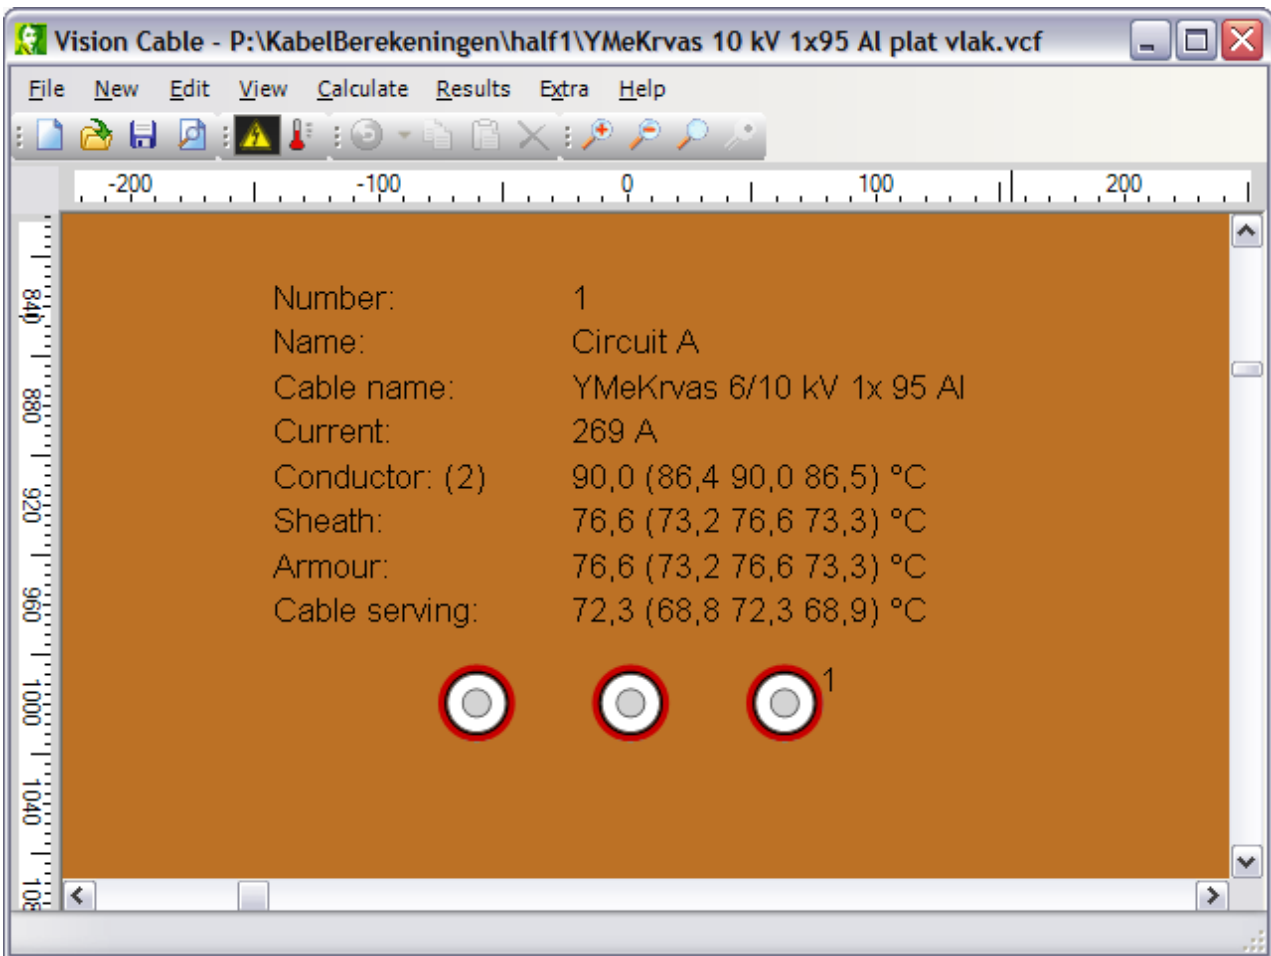 Vision Cable - P:\KabelBerekeningen\half1\YMeKrvas 10 kV 1x95 Al plat vlak.vcf
File New Edit View Calculate Results Extra Help
-200 -100 0 100 200
840
880
920
960
1000
1040
108
Number: 1
Name: Circuit A
Cable name: YMeKrvas 6/10 kV 1x 95 Al
Current: 269 A
Conductor: (2) 90,0 (86,4 90,0 86,5) °C
Sheath: 76,6 (73,2 76,6 73,3) °C
Armour: 76,6 (73,2 76,6 73,3) °C
Cable serving: 72,3 (68,8 72,3 68,9) °C
1